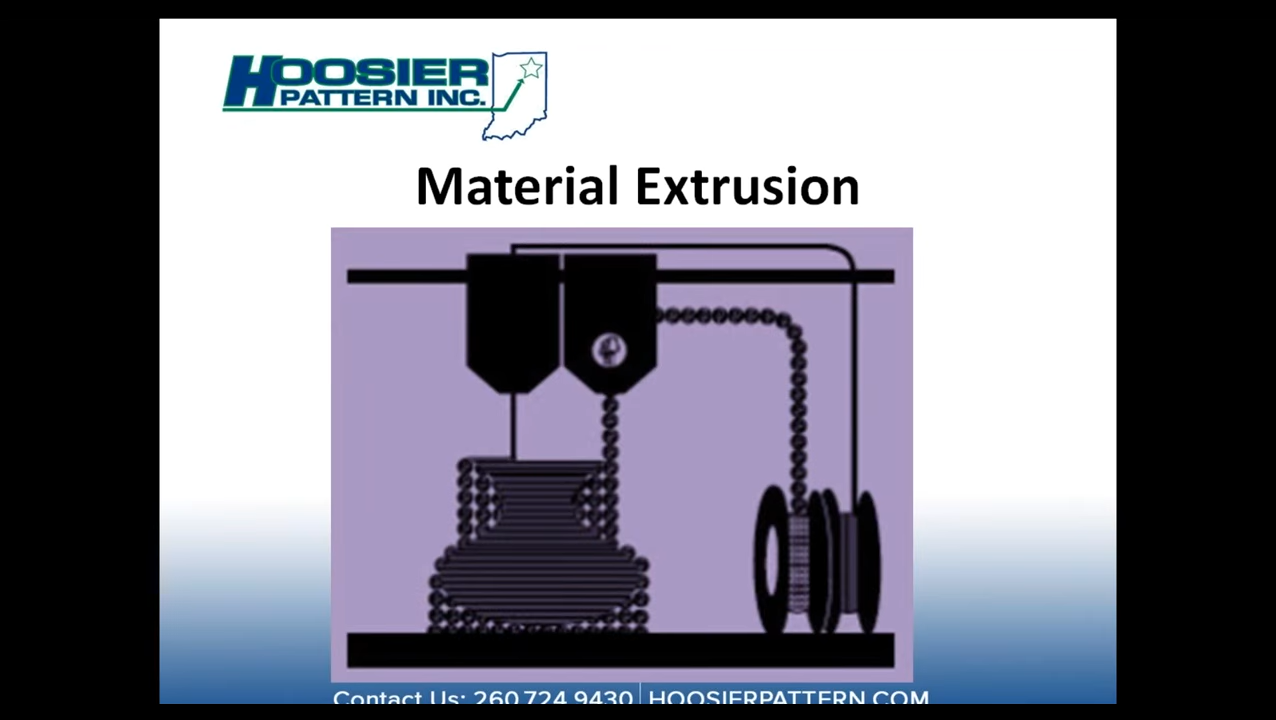 HOOSIER
PATTERN INC.
Material Extrusion
Contact Us: 260.724.9430 | HOOSIERPATTERN.COM